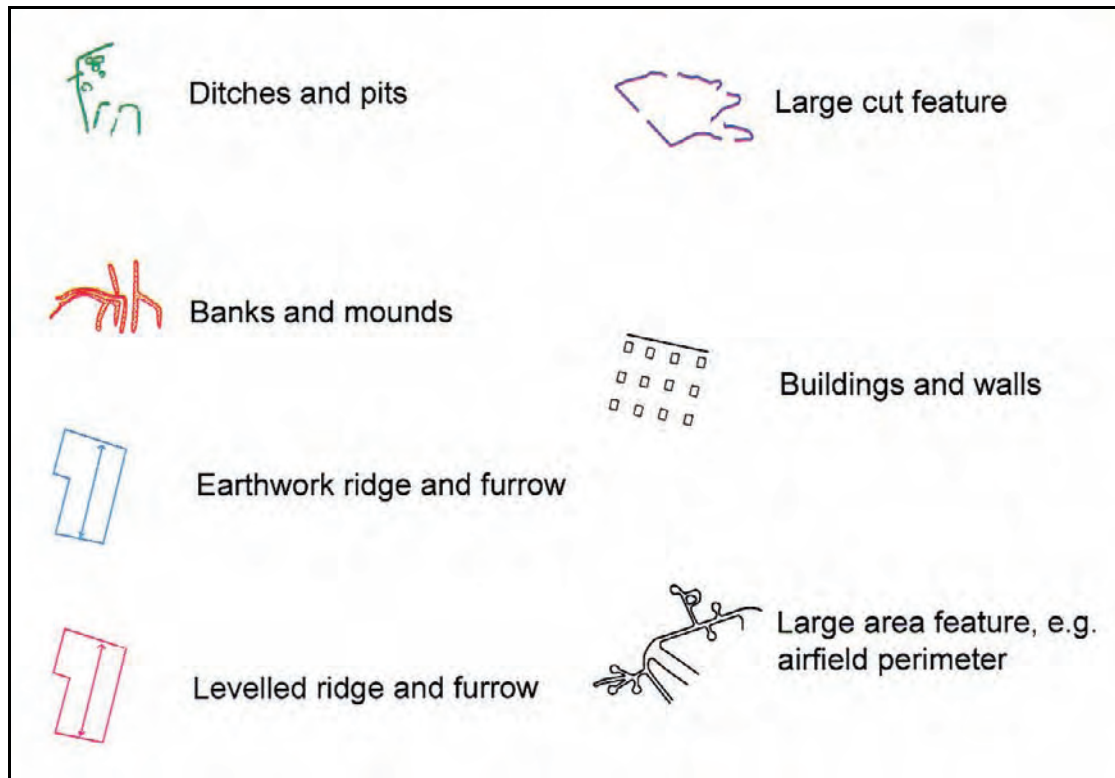 Ditches and pits
Banks and mounds
Earthwork ridge and furrow
Levelled ridge and furrow
Large cut feature
Buildings and walls
Large area feature, e.g.
airfield perimeter